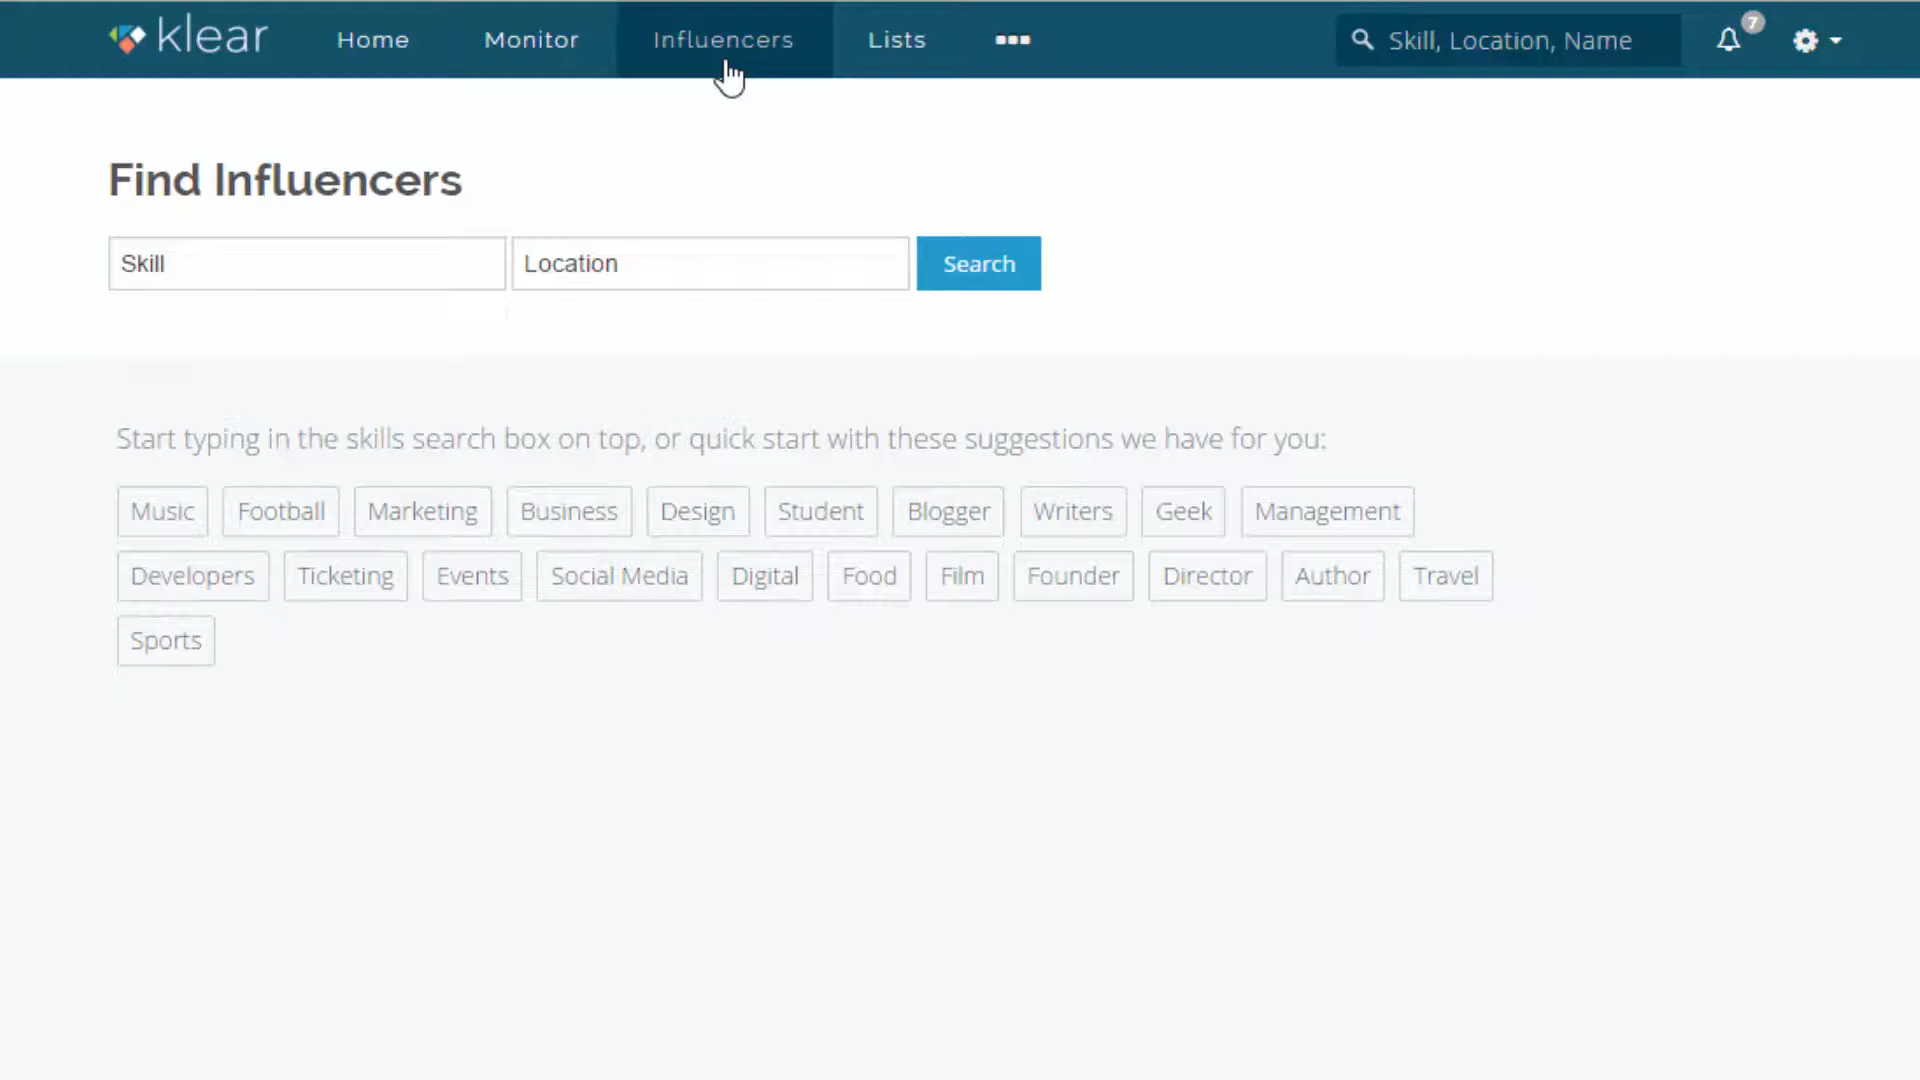 klear Home Monitor Influencers Lists Skill, Location, Name 7
Find Influencers
Skill Location Search
Start typing in the skills search box on top, or quick start with these suggestions we have for you:
Music Football Marketing Business Design Student Blogger Writers Geek Management
Developers Ticketing Events Social Media Digital Food Film Founder Director Author Travel
Sports